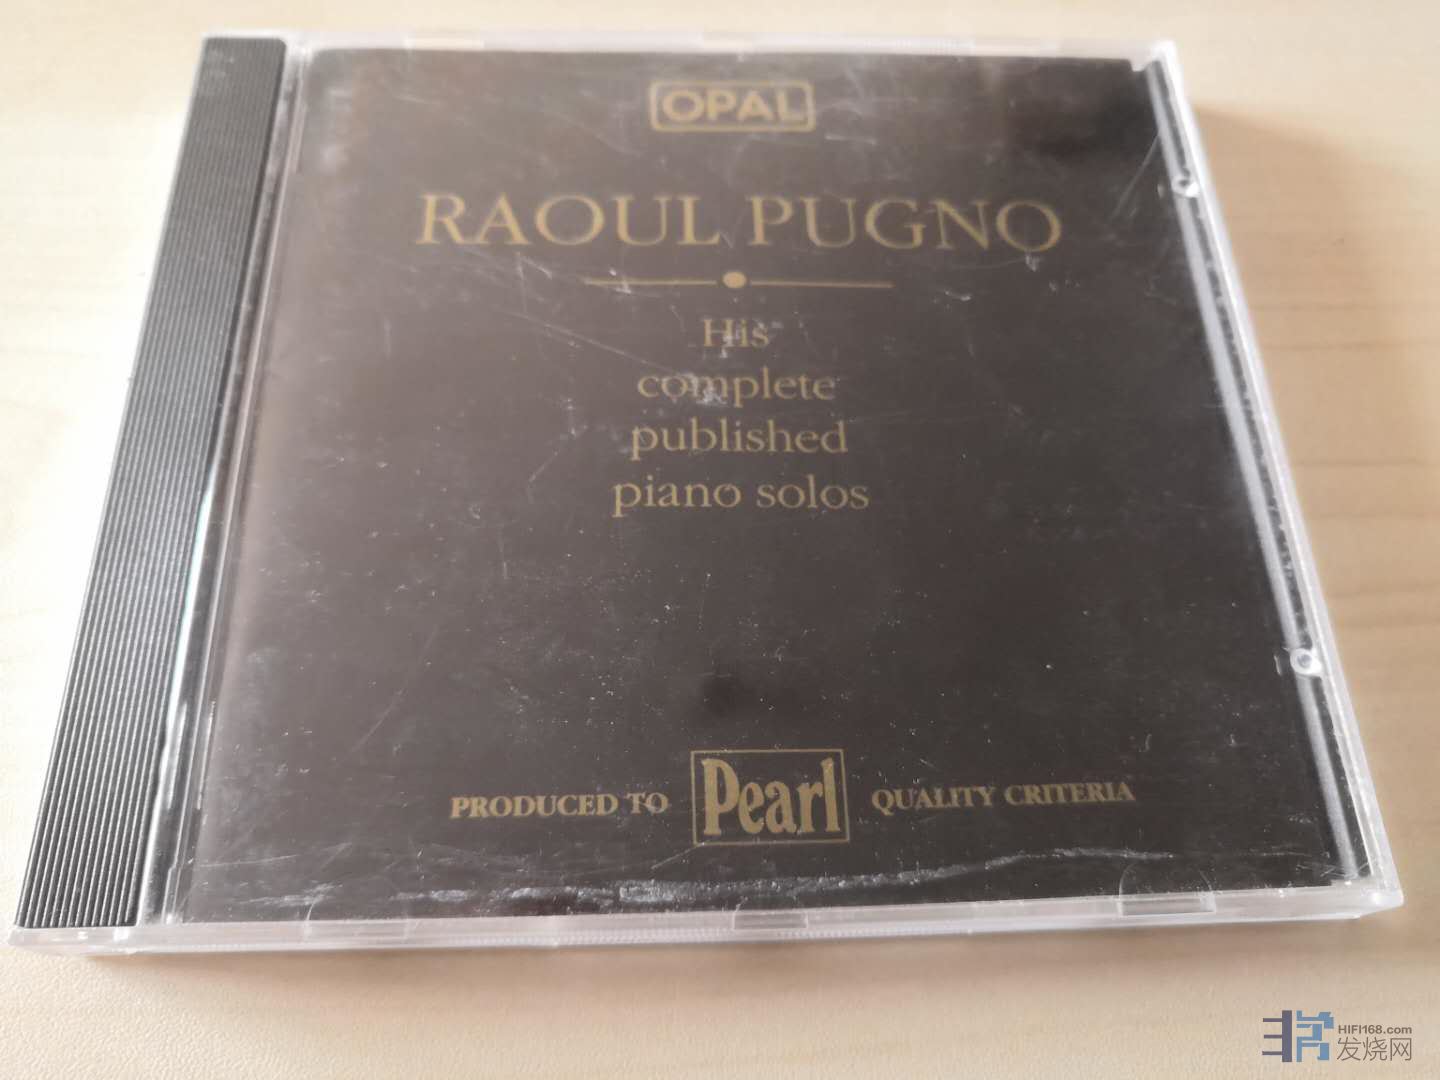 OPAL
RAOUL PUGNO
His
complete
published
piano solos
PRODUCED TO Pearl QUALITY CRITERIA
HIFI168.com
发烧网